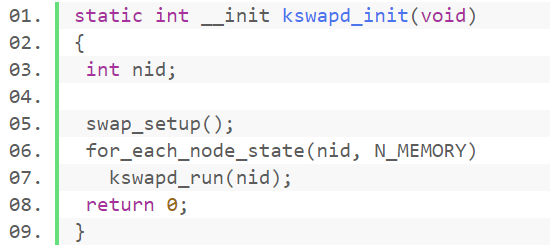 01. static int __init kswapd_init(void)
02. {
03. int nid;
04.
05. swap_setup();
06. for_each_node_state(nid, N_MEMORY)
07. kswapd_run(nid);
08. return 0;
09. }